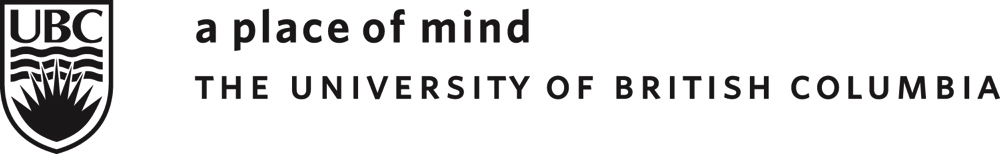 UBC
a place of mind
THE UNIVERSITY OF BRITISH COLUMBIA